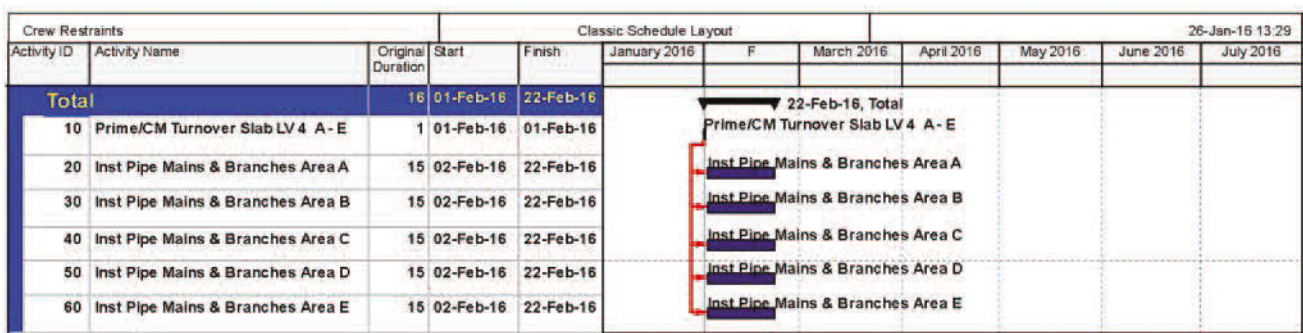 Crew Restraints Classic Schedule Layout 26-Jan-16 13:29
Activity ID Activity Name Original Duration Start Finish January 2016 F March 2016 April 2016 May 2016 June 2016 July 2016
Total 16 01-Feb-16 22-Feb-16 22-Feb-16, Total
10 Prime/CM Turnover Slab LV 4 A - E 1 01-Feb-16 01-Feb-16 Prime/CM Turnover Slab LV 4 A - E
20 Inst Pipe Mains & Branches Area A 15 02-Feb-16 22-Feb-16 Inst Pipe Mains & Branches Area A
30 Inst Pipe Mains & Branches Area B 15 02-Feb-16 22-Feb-16 Inst Pipe Mains & Branches Area B
40 Inst Pipe Mains & Branches Area C 15 02-Feb-16 22-Feb-16 Inst Pipe Mains & Branches Area C
50 Inst Pipe Mains & Branches Area D 15 02-Feb-16 22-Feb-16 Inst Pipe Mains & Branches Area D
60 Inst Pipe Mains & Branches Area E 15 02-Feb-16 22-Feb-16 Inst Pipe Mains & Branches Area E